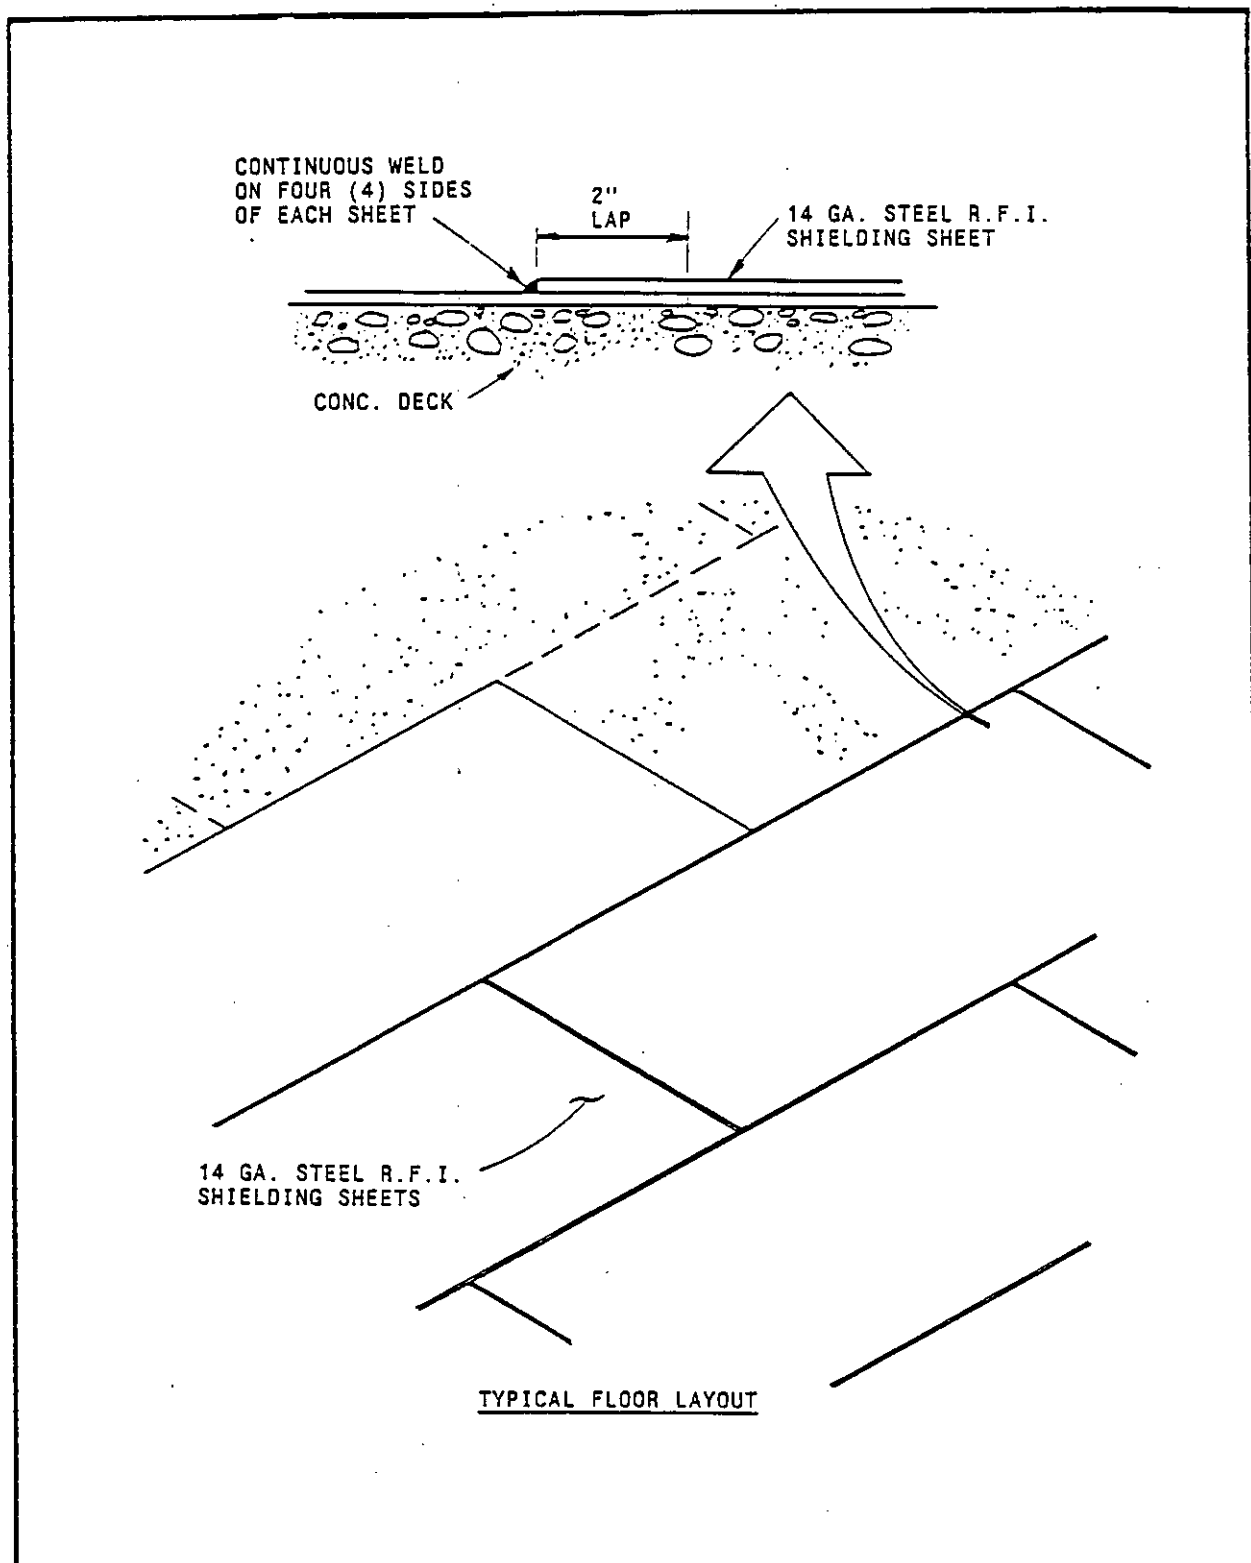 CONTINUOUS WELD
ON FOUR (4) SIDES
OF EACH SHEET
2"
LAP
14 GA. STEEL R.F.I.
SHIELDING SHEET
CONC. DECK
14 GA. STEEL R.F.I.
SHIELDING SHEETS
TYPICAL FLOOR LAYOUT